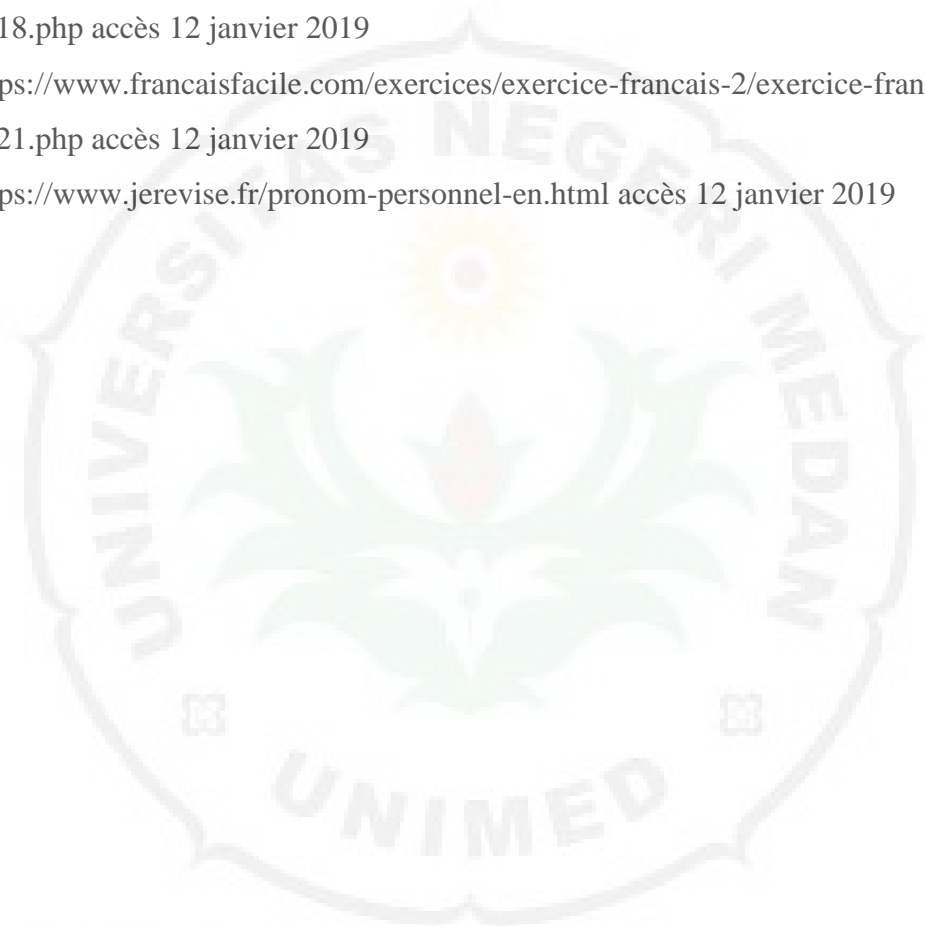 18.php accès 12 janvier 2019
ps://www.francaisfacile.com/exercices/exercice-francais-2/exercice-fran
21.php accès 12 janvier 2019
ps://www.jerevise.fr/pronom-personnel-en.html accès 12 janvier 2019
UNIVERSITAS NEGERI MEDAN
UNIMED